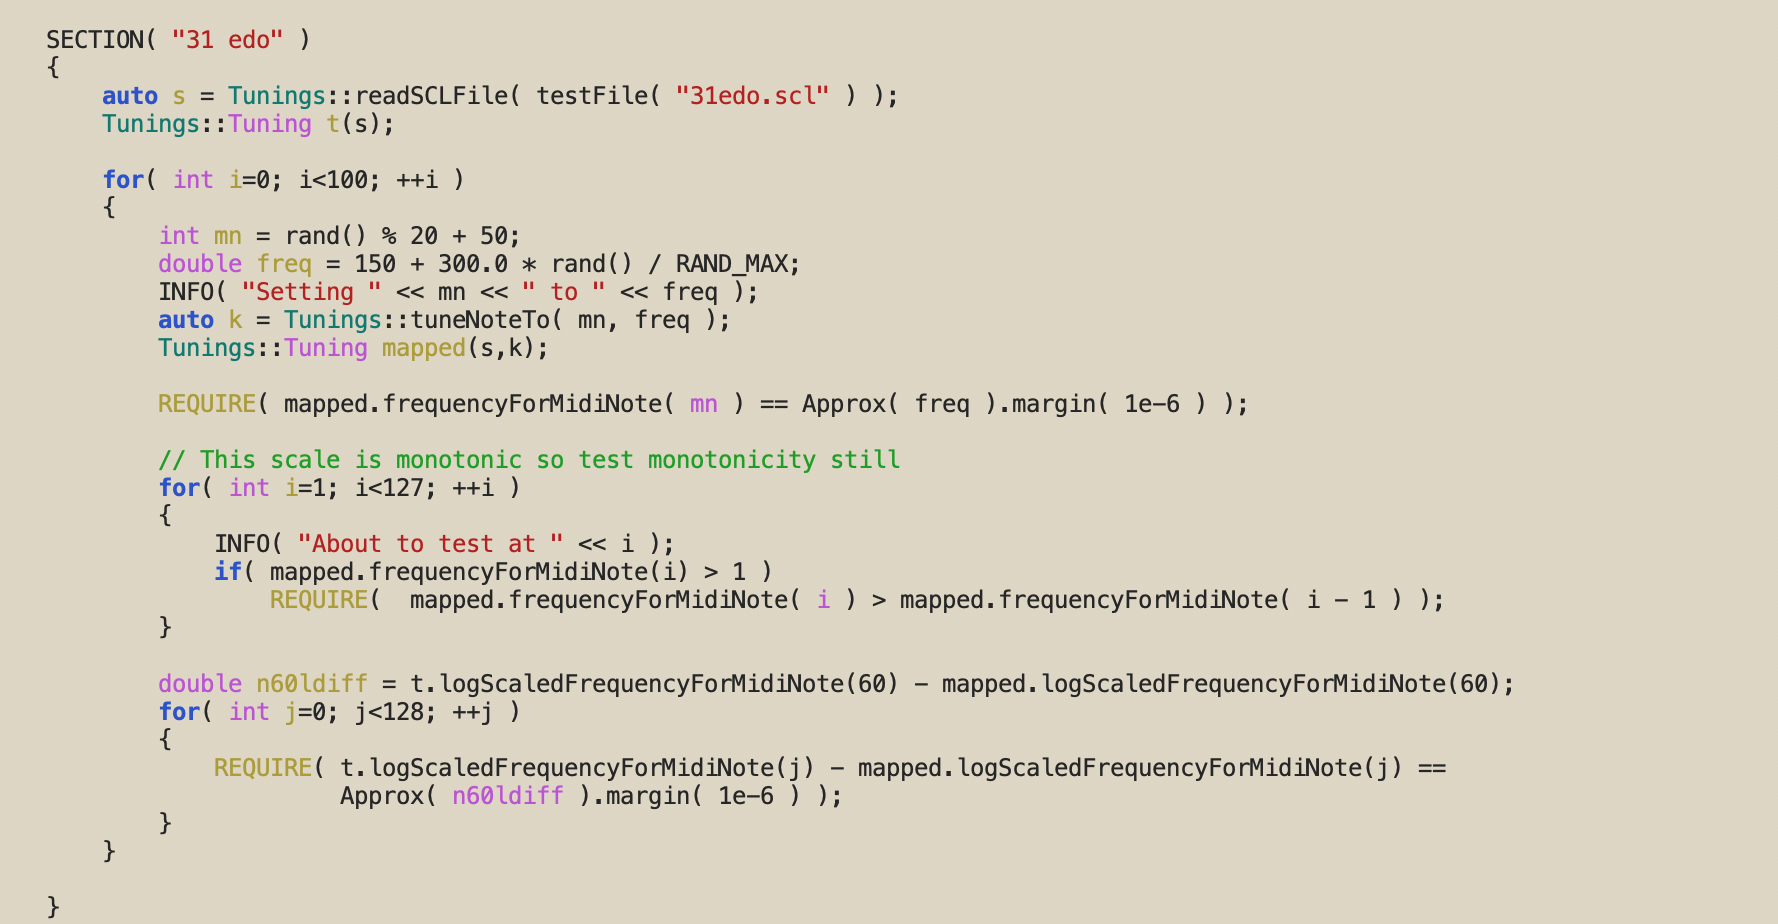 SECTION( "31 edo" )
{
    auto s = Tunings::readSCLFile( testFile( "31edo.scl" ) );
    Tunings::Tuning t(s);

    for( int i=0; i<100; ++i )
    {
        int mn = rand() % 20 + 50;
        double freq = 150 + 300.0 * rand() / RAND_MAX;
        INFO( "Setting " << mn << " to " << freq );
        auto k = Tunings::tuneNoteTo( mn, freq );
        Tunings::Tuning mapped(s,k);

        REQUIRE( mapped.frequencyForMidiNote( mn ) == Approx( freq ).margin( 1e-6 ) );

        // This scale is monotonic so test monotonicity still
        for( int i=1; i<127; ++i )
        {
            INFO( "About to test at " << i );
            if( mapped.frequencyForMidiNote(i) > 1 )
                REQUIRE(  mapped.frequencyForMidiNote( i ) > mapped.frequencyForMidiNote( i - 1 ) );
        }

        double n60ldiff = t.logScaledFrequencyForMidiNote(60) - mapped.logScaledFrequencyForMidiNote(60);
        for( int j=0; j<128; ++j )
        {
            REQUIRE( t.logScaledFrequencyForMidiNote(j) - mapped.logScaledFrequencyForMidiNote(j) ==
                     Approx( n60ldiff ).margin( 1e-6 ) );
        }
    }

}